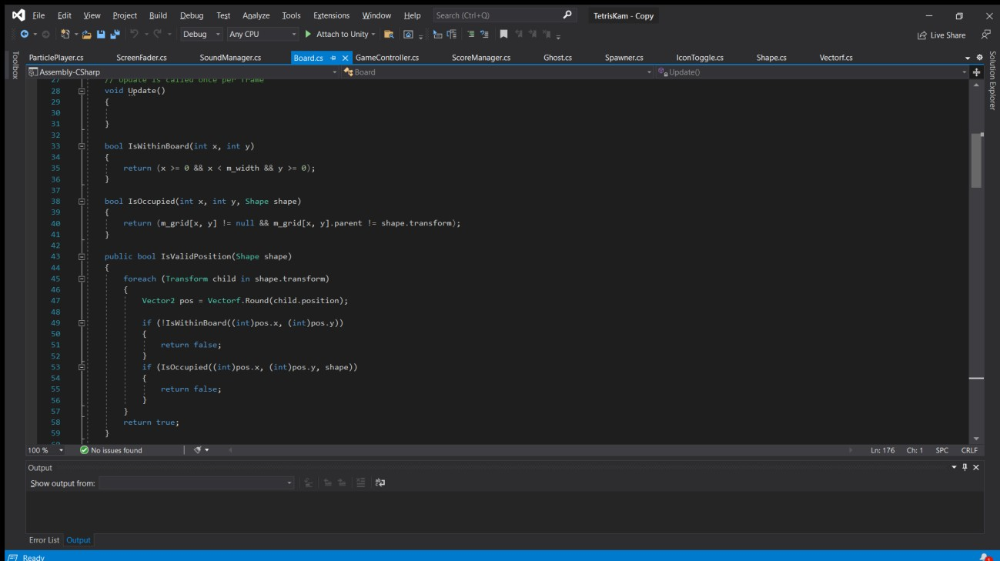 File Edit View Project Build Debug Test Analyze Tools Extensions Window Help Search (Ctrl+Q) TetrisKam - Copy
Debug Any CPU Attach to Unity Live Share
ParticlePlayer.cs ScreenFader.cs SoundManager.cs Board.cs GameController.cs ScoreManager.cs Ghost.cs Spawner.cs IconToggle.cs Shape.cs Vectorf.cs
Toolbox
Solution Explorer
Assembly-CSharp Board Update()
27 // Update is called once per frame
28 void Update()
29 {
30
31 }
32
33 bool IsWithinBoard(int x, int y)
34 {
35 return (x >= 0 && x < m_width && y >= 0);
36 }
37
38 bool IsOccupied(int x, int y, Shape shape)
39 {
40 return (m_grid[x, y] != null && m_grid[x, y].parent != shape.transform);
41 }
42
43 public bool IsValidPosition(Shape shape)
44 {
45 foreach (Transform child in shape.transform)
46 {
47 Vector2 pos = Vectorf.Round(child.position);
48
49 if (!IsWithinBoard((int)pos.x, (int)pos.y))
50 {
51 return false;
52 }
53 if (IsOccupied((int)pos.x, (int)pos.y, shape))
54 {
55 return false;
56 }
57 }
58 return true;
59 }
100 % No issues found Ln: 176 Ch: 1 SPC CRLF
Output
Show output from:
Error List Output
Ready 1